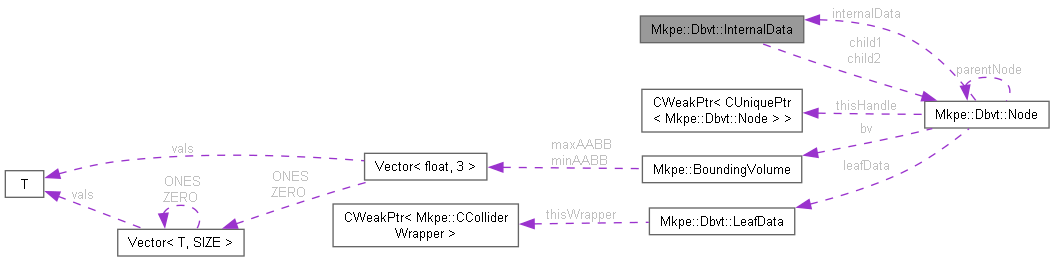 Mkpe::Dbvt::InternalData
internalData
child1
child2
parentNode
CWeakPtr< CUniquePtr
< Mkpe::Dbvt::Node > >
thisHandle
Mkpe::Dbvt::Node
bv
vals
maxAABB
minAABB
leafData
Vector< float, 3 >
Mkpe::BoundingVolume
T
ONES
ZERO
ONES
ZERO
vals
CWeakPtr< Mkpe::CCollider
Wrapper >
thisWrapper
Mkpe::Dbvt::LeafData
Vector< T, SIZE >